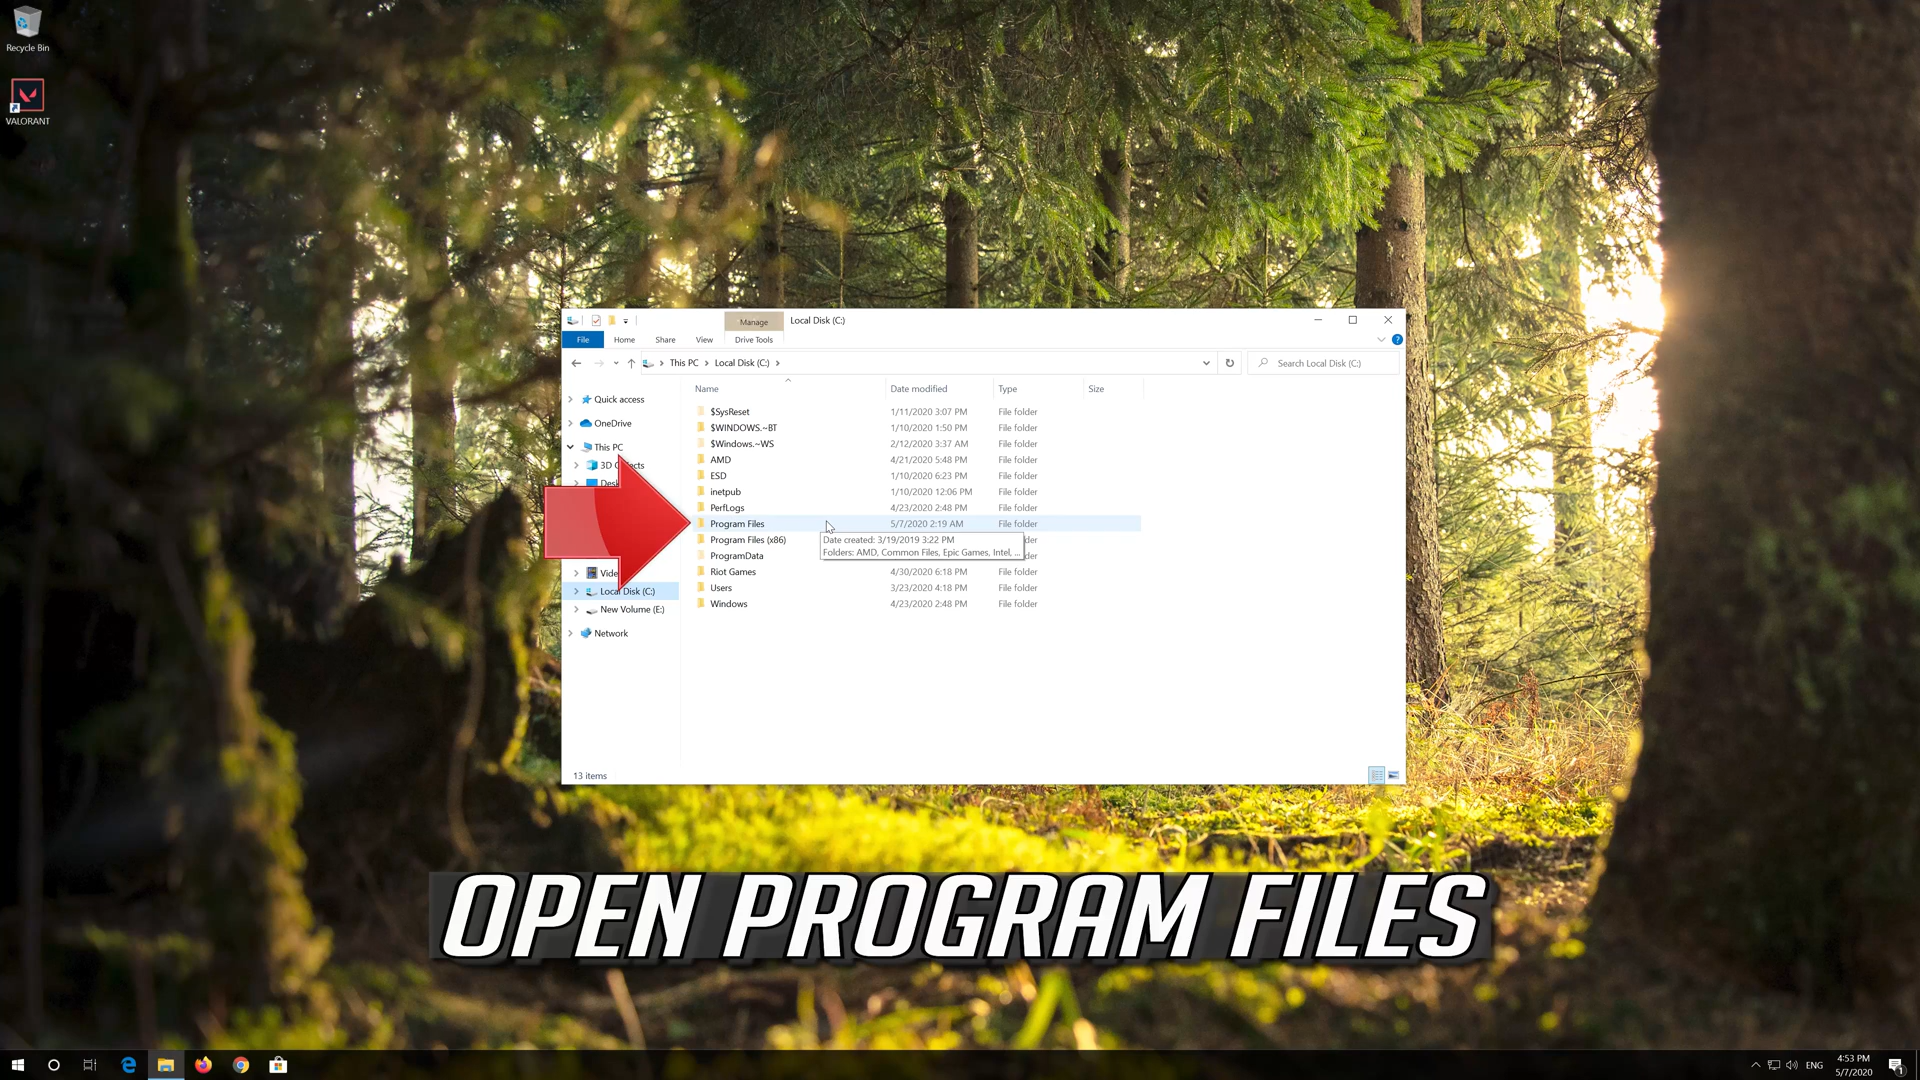 Recycle Bin
VALORANT
Manage
Local Disk (C:)
File
Home
Share
View
Drive Tools
This PC
Local Disk (C:)
Search Local Disk (C:)
Name
Date modified
Type
Size
Quick access
OneDrive
This PC
3D
Local Disk (C:)
New Volume (E:)
Network
$SysReset 1/11/2020 3:07 PM File folder
$WINDOWS.~BT 1/10/2020 1:50 PM File folder
$Windows.~WS 2/12/2020 3:37 AM File folder
AMD 4/21/2020 5:48 PM File folder
ESD 1/10/2020 6:23 PM File folder
inetpub 1/10/2020 12:06 PM File folder
PerfLogs 4/23/2020 2:48 PM File folder
Program Files 5/7/2020 2:19 AM File folder
Program Files (x86)
ProgramData
Date created: 3/19/2019 3:22 PM
Folders: AMD, Common Files, Epic Games, Intel, ...
Riot Games 4/30/2020 6:18 PM File folder
Users 3/23/2020 4:18 PM File folder
Windows 4/23/2020 2:48 PM File folder
13 items
OPEN PROGRAM FILES
ENG
4:53 PM
5/7/2020